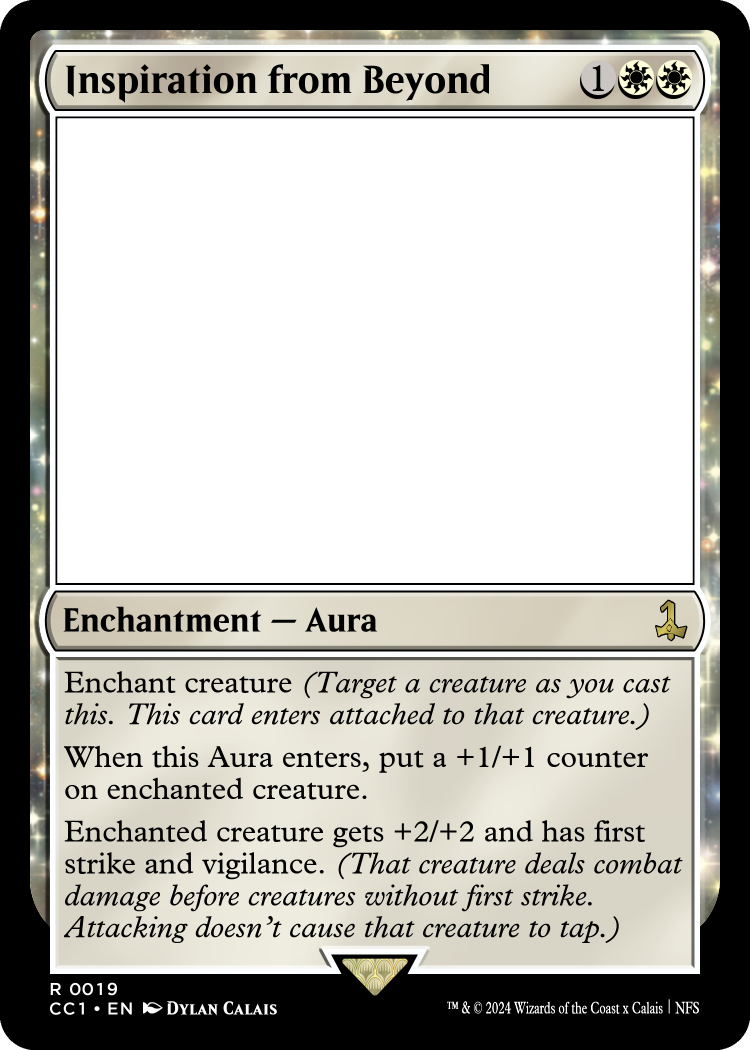 Inspiration from Beyond 1
Enchantment — Aura
Enchant creature (Target a creature as you cast
this. This card enters attached to that creature.)
When this Aura enters, put a +1/+1 counter
on enchanted creature.
Enchanted creature gets +2/+2 and has first
strike and vigilance. (That creature deals combat
damage before creatures without first strike.
Attacking doesn't cause that creature to tap.)
R 0019
CC1 • EN Dylan Calais
™ & © 2024 Wizards of the Coast x Calais | NFS